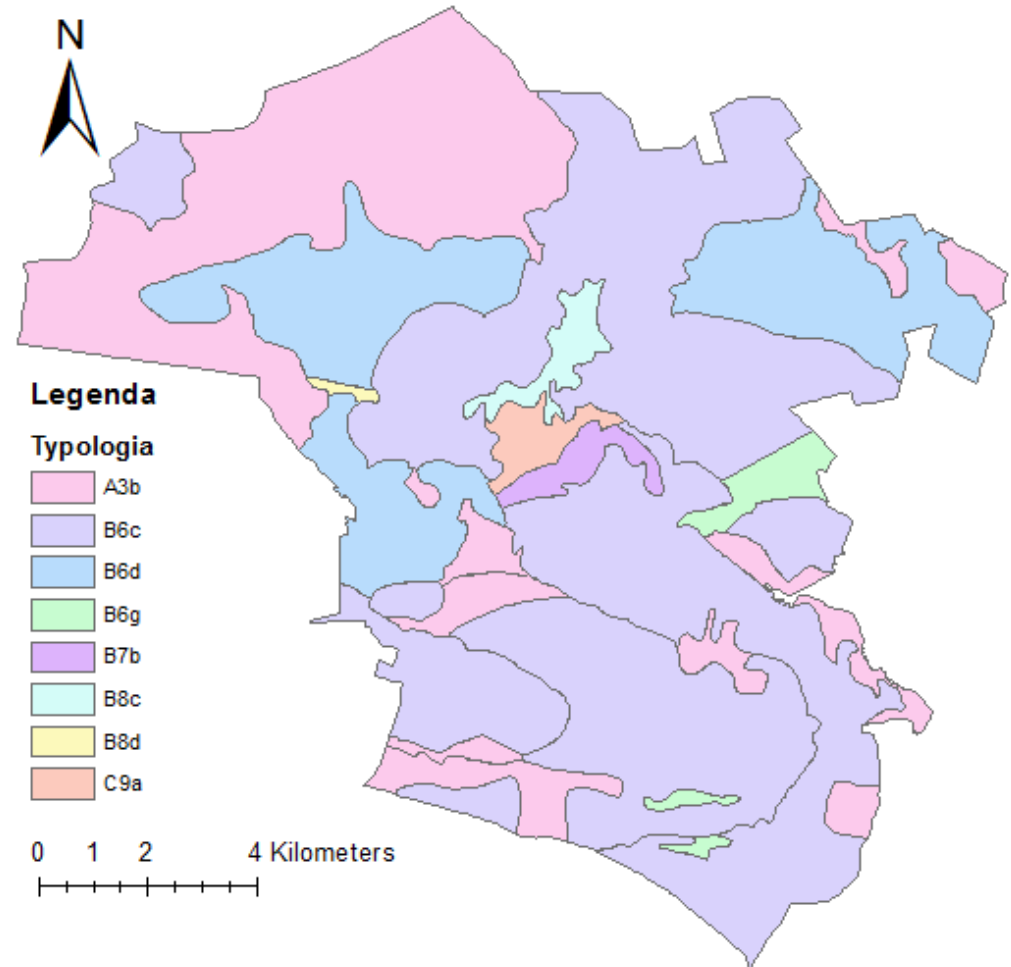 N
Legenda
Typologia
A3b
B6c
B6d
B6g
B7b
B8c
B8d
C9a
0 1 2 4 Kilometers